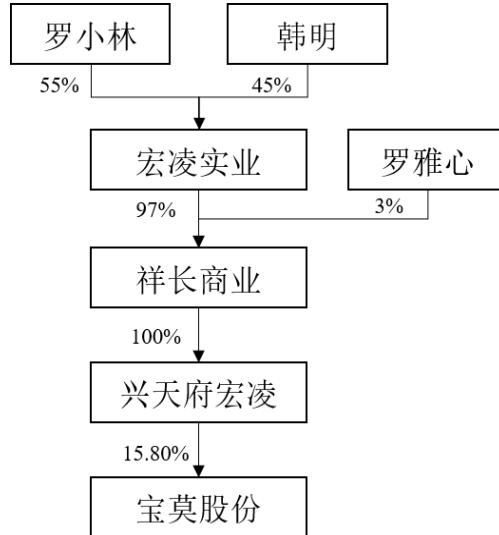 罗小林
韩明
55%
45%
宏凌实业
罗雅心
97%
3%
祥长商业
100%
兴天府宏凌
15.80%
宝莫股份